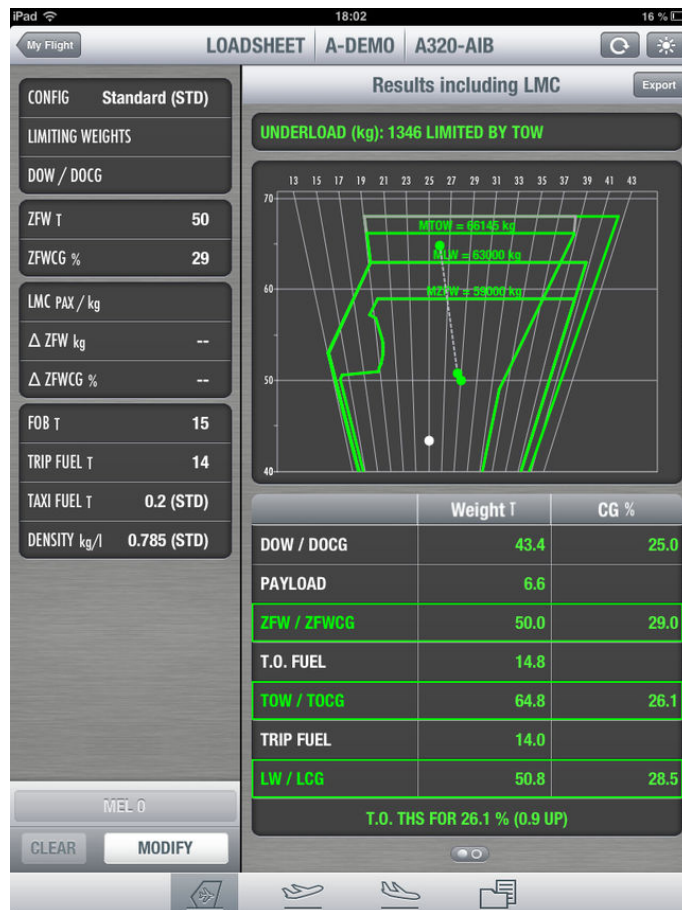 iPad 18:02 16 %
My Flight LOADSHEET A-DEMO A320-AIB
CONFIG Standard (STD)
LIMITING WEIGHTS
DOW / DOCG
ZFW T 50
ZFWCG % 29
LMC PAX / kg
Δ ZFW kg --
Δ ZFWCG % --
FOB T 15
TRIP FUEL T 14
TAXI FUEL T 0.2 (STD)
DENSITY kg/l 0.785 (STD)
MEL 0
CLEAR MODIFY
Results including LMC Export
UNDERLOAD (kg): 1346 LIMITED BY TOW
13 15 17 19 21 23 25 27 29 31 33 35 37 39 41 43
70
MTOW = 66145 kg
MLW = 63000 kg
60
MZFW = 59000 kg
50
40
Weight T CG %
DOW / DOCG 43.4 25.0
PAYLOAD 6.6
ZFW / ZFWCG 50.0 29.0
T.O. FUEL 14.8
TOW / TOCG 64.8 26.1
TRIP FUEL 14.0
LW / LCG 50.8 28.5
T.O. THS FOR 26.1 % (0.9 UP)